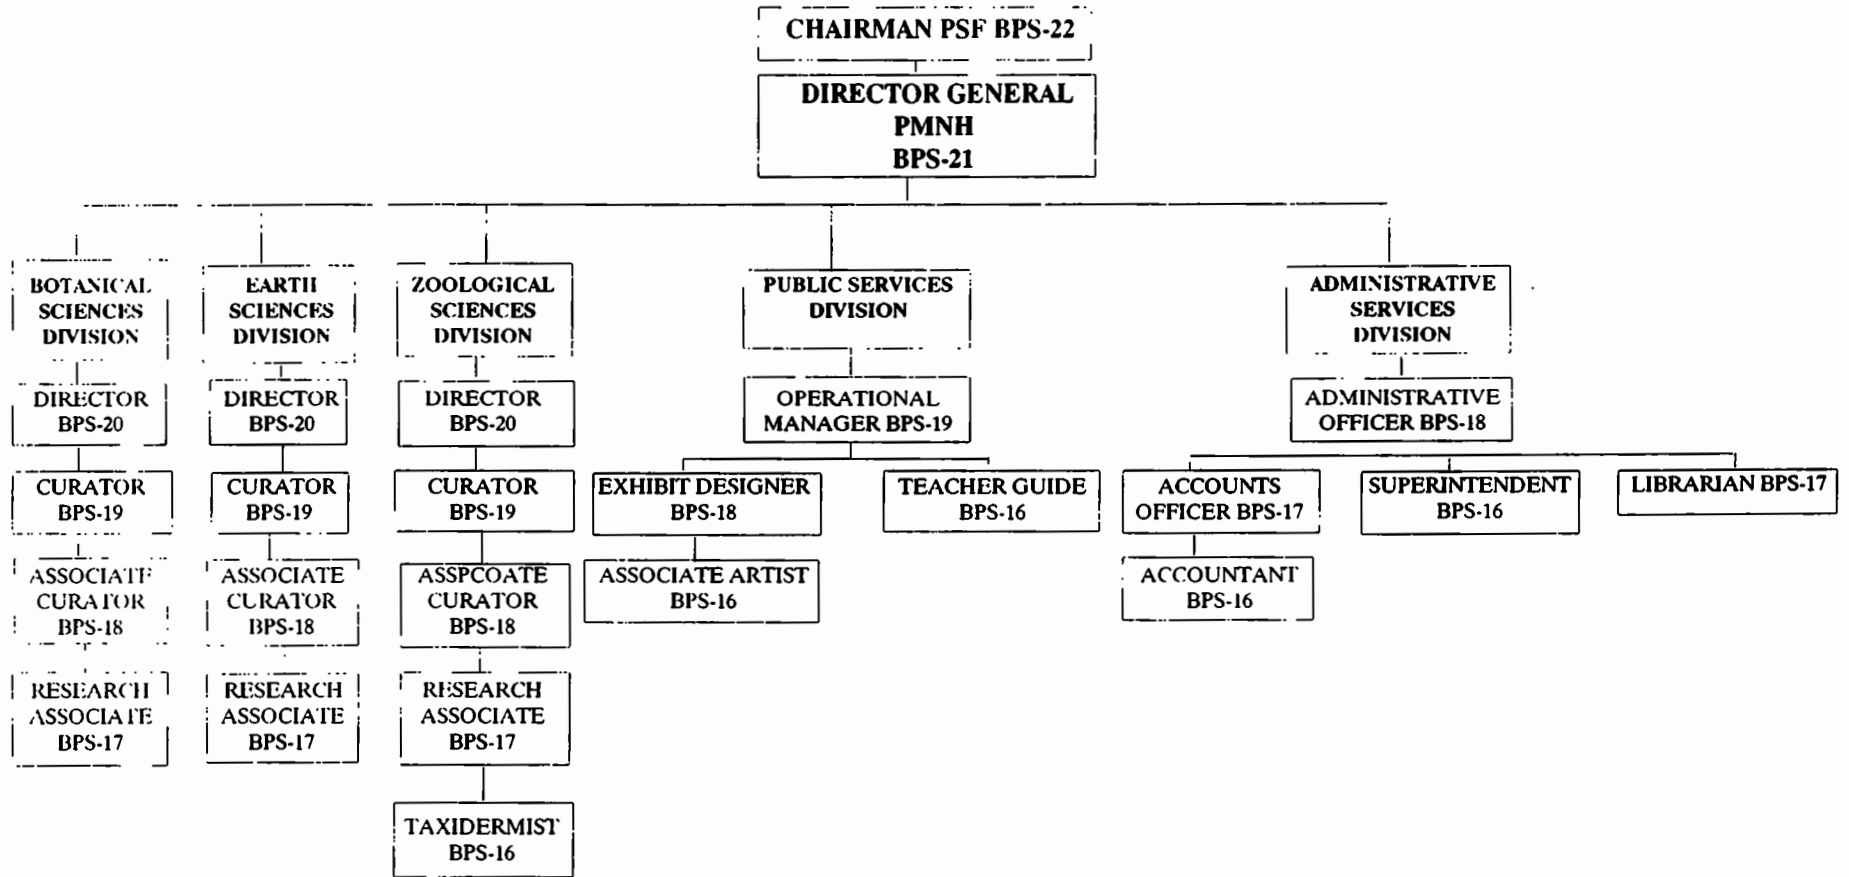 CHAIRMAN PSF BPS-22
DIRECTOR GENERAL
PMNH
BPS-21
BOTANICAL
SCIENCES
DIVISION
EARTH
SCIENCES
DIVISION
ZOOLOGICAL
SCIENCES
DIVISION
PUBLIC SERVICES
DIVISION
ADMINISTRATIVE
SERVICES
DIVISION
DIRECTOR
BPS-20
DIRECTOR
BPS-20
DIRECTOR
BPS-20
OPERATIONAL
MANAGER BPS-19
ADMINISTRATIVE
OFFICER BPS-18
CURATOR
BPS-19
CURATOR
BPS-19
CURATOR
BPS-19
EXHIBIT DESIGNER
BPS-18
TEACHER GUIDE
BPS-16
ACCOUNTS
OFFICER BPS-17
SUPERINTENDENT
BPS-16
LIBRARIAN BPS-17
ASSOCIATE
CURATOR
BPS-18
ASSOCIATE
CURATOR
BPS-18
ASSPCOATE
CURATOR
BPS-18
ASSOCIATE ARTIST
BPS-16
ACCOUNTANT
BPS-16
RESEARCH
ASSOCIATE
BPS-17
RESEARCH
ASSOCIATE
BPS-17
RESEARCH
ASSOCIATE
BPS-17
TAXIDERMIST
BPS-16